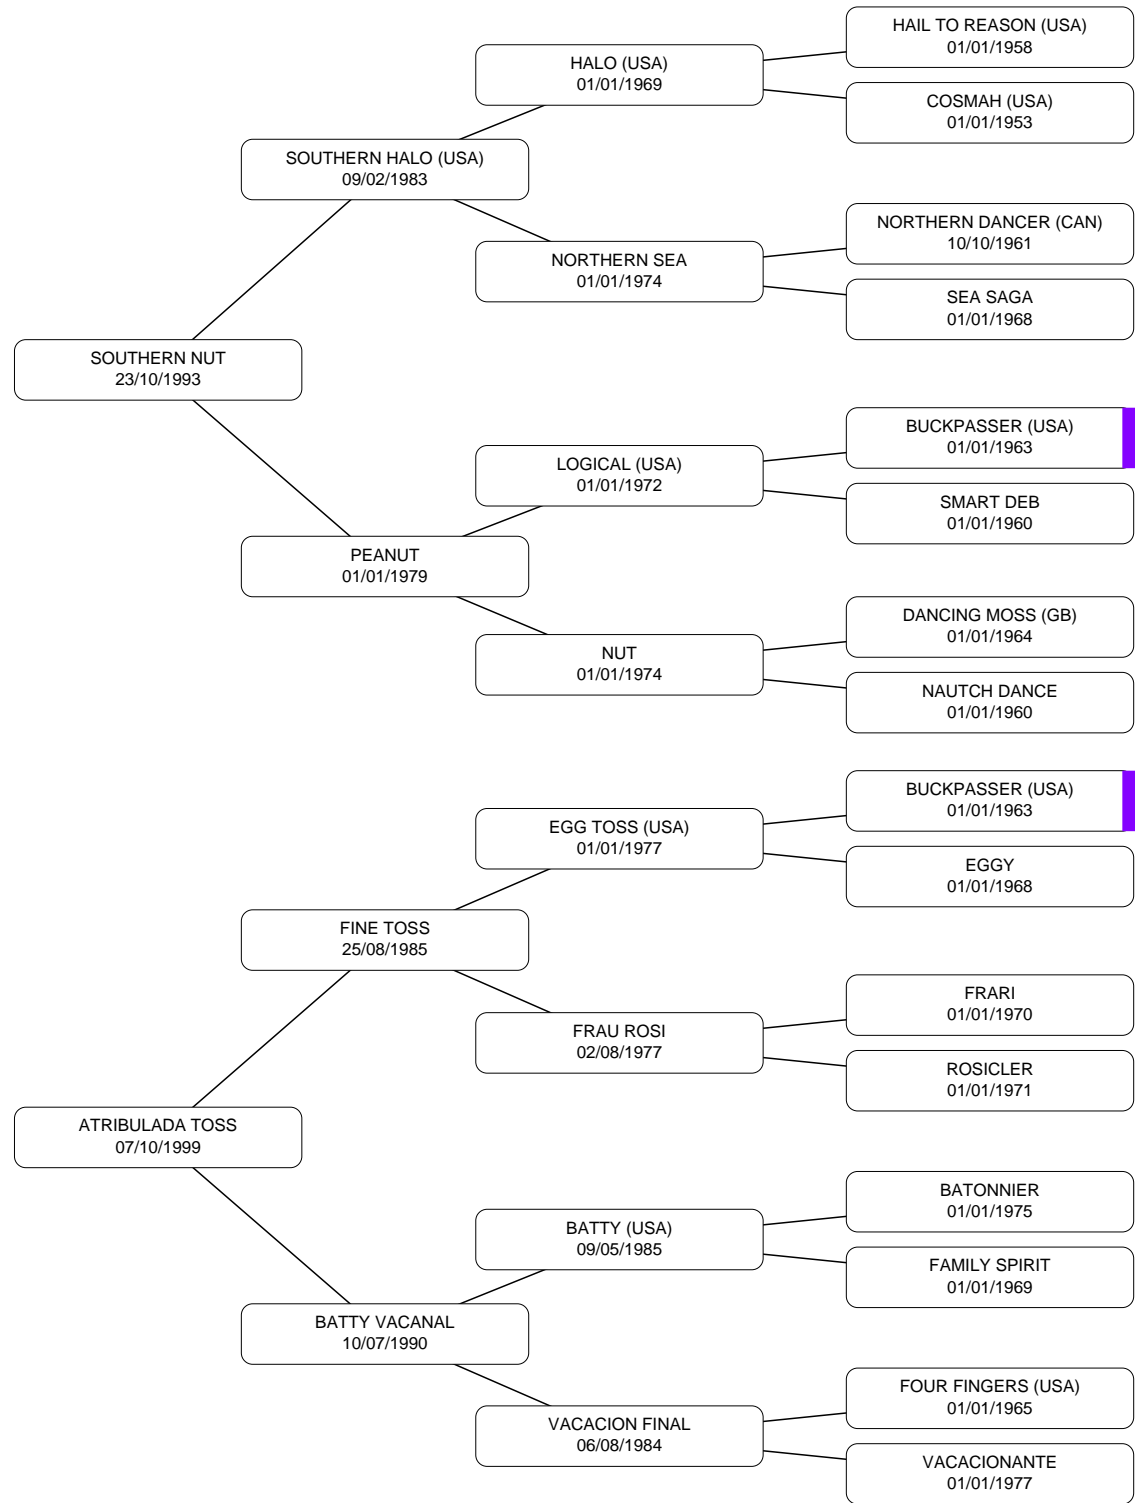 HAIL TO REASON (USA)
01/01/1958
HALO (USA)
01/01/1969
COSMAH (USA)
01/01/1953
SOUTHERN HALO (USA)
09/02/1983
NORTHERN DANCER (CAN)
10/10/1961
NORTHERN SEA
01/01/1974
SEA SAGA
01/01/1968
SOUTHERN NUT
23/10/1993
BUCKPASSER (USA)
01/01/1963
LOGICAL (USA)
01/01/1972
SMART DEB
01/01/1960
PEANUT
01/01/1979
DANCING MOSS (GB)
01/01/1964
NUT
01/01/1974
NAUTCH DANCE
01/01/1960
BUCKPASSER (USA)
01/01/1963
EGG TOSS (USA)
01/01/1977
EGGY
01/01/1968
FINE TOSS
25/08/1985
FRARI
01/01/1970
FRAU ROSI
02/08/1977
ROSICLER
01/01/1971
ATRIBULADA TOSS
07/10/1999
BATONNIER
01/01/1975
BATTY (USA)
09/05/1985
FAMILY SPIRIT
01/01/1969
BATTY VACANAL
10/07/1990
FOUR FINGERS (USA)
01/01/1965
VACACION FINAL
06/08/1984
VACACIONANTE
01/01/1977